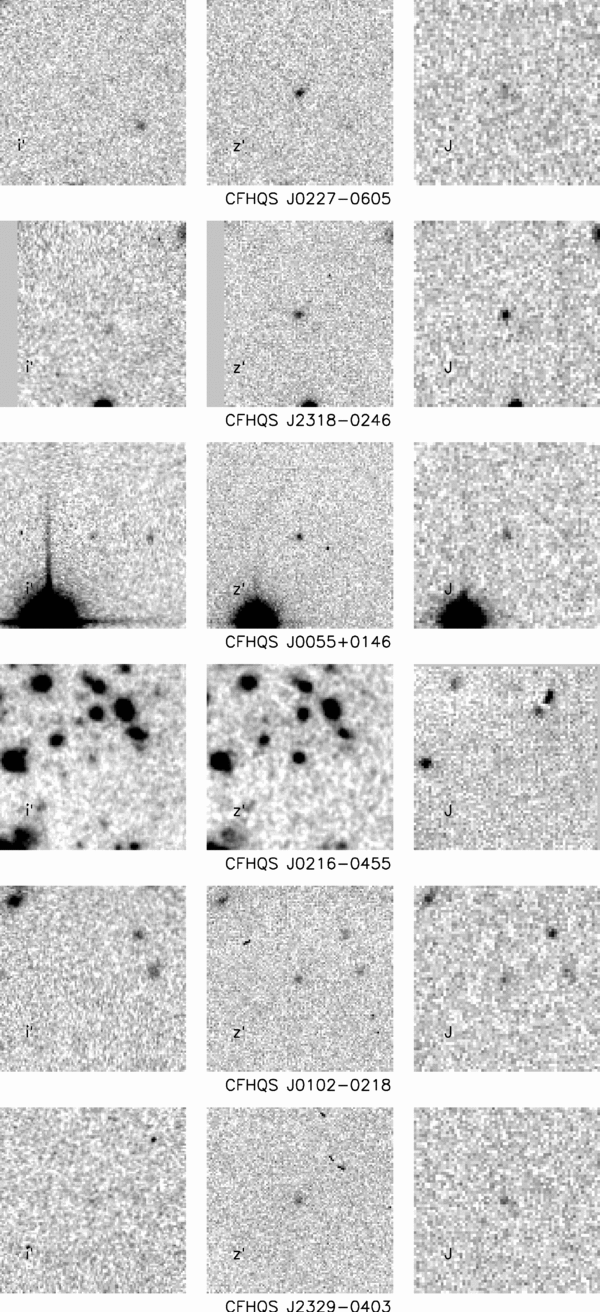 i' z' J
CFHQS J0227−0605
i' z' J
CFHQS J2318−0246
i' z' J
CFHQS J0055+0146
i' z' J
CFHQS J0216−0455
i' z' J
CFHQS J0102−0218
i' z' J
CFHQS J2329−0403